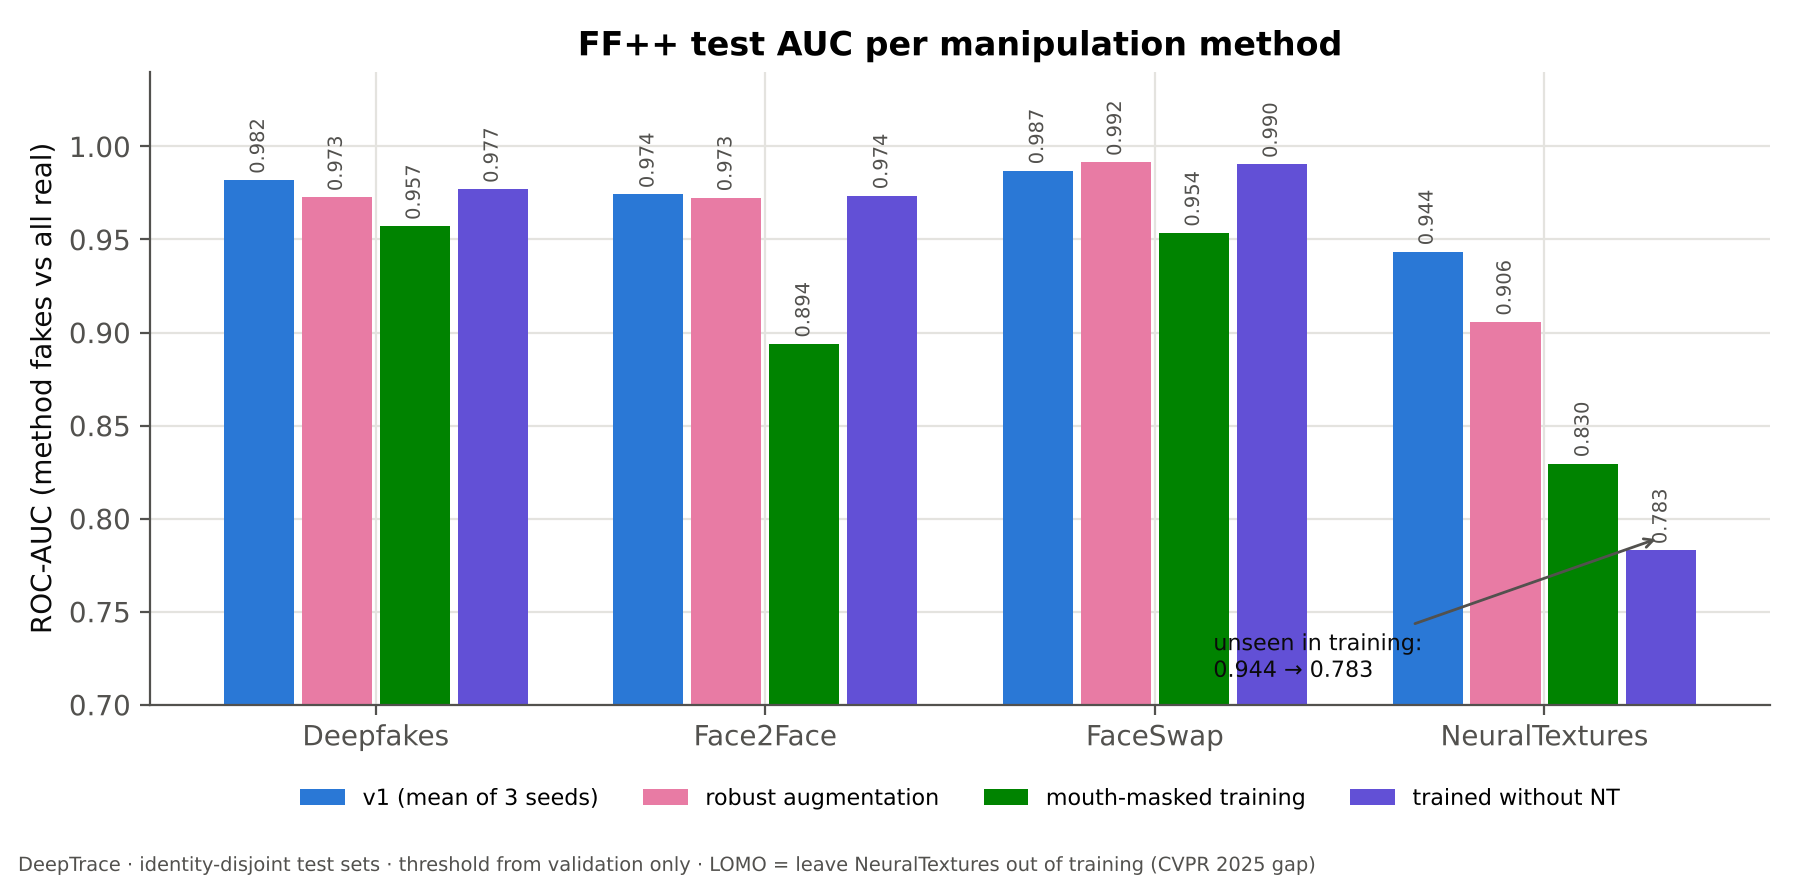 FF++ test AUC per manipulation method
ROC-AUC (method fakes vs all real)
1.00
0.95
0.90
0.85
0.80
0.75
0.70
0.982
0.973
0.957
0.977
0.974
0.973
0.894
0.974
0.987
0.992
0.954
0.990
0.944
0.906
0.830
0.783
unseen in training:
0.944 → 0.783
Deepfakes
Face2Face
FaceSwap
NeuralTextures
v1 (mean of 3 seeds)
robust augmentation
mouth-masked training
trained without NT
DeepTrace · identity-disjoint test sets · threshold from validation only · LOMO = leave NeuralTextures out of training (CVPR 2025 gap)